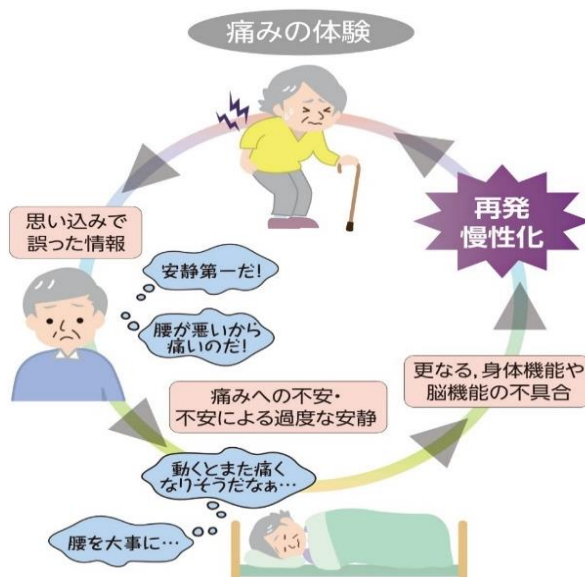 痛みの体験
再発
慢性化
思い込みで
誤った情報
安静第一だ!
腰が悪いから
痛いのだ!
痛みへの不安・
不安による過度な安静
更なる,身体機能や
脳機能の不具合
動くとまた痛く
なりそうだなぁ…
腰を大事に…